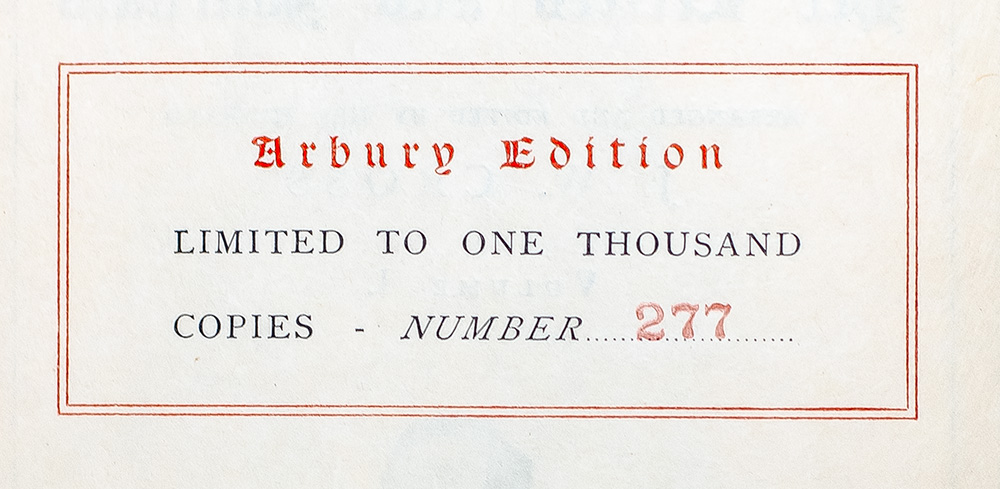 Arbury Edition
LIMITED TO ONE THOUSAND
COPIES - NUMBER......277......